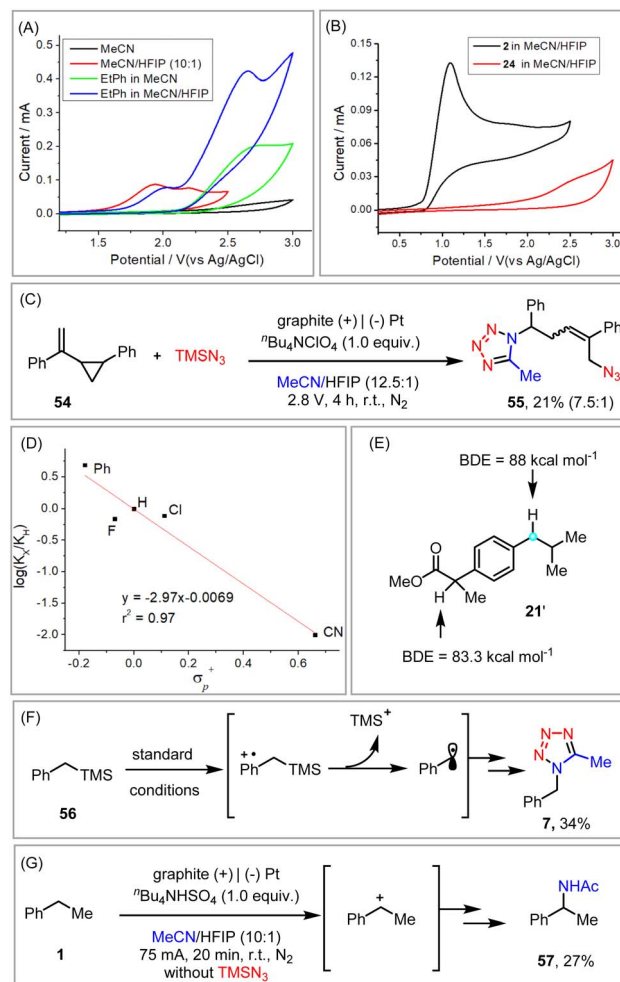 (A)
MeCN
MeCN/HFIP (10:1)
EtPh in MeCN
EtPh in MeCN/HFIP
0.5
0.4
0.3
0.2
0.1
0.0
Current / mA
1.5
2.0
2.5
3.0
Potential / V(vs Ag/AgCl)
(B)
2 in MeCN/HFIP
24 in MeCN/HFIP
0.15
0.12
0.09
0.06
0.03
0.00
Current / mA
0.5
1.0
1.5
2.0
2.5
3.0
Potential / V(vs Ag/AgCl)
(C)
Ph
Ph
54
+
TMSN3
graphite (+) | (-) Pt
nBu4NClO4 (1.0 equiv.)
MeCN/HFIP (12.5:1)
2.8 V, 4 h, r.t., N2
Ph
Ph
N
N
N
N
Me
N3
55, 21% (7.5:1)
(D)
0.5
0.0
-0.5
-1.0
-1.5
-2.0
log(KX/KH)
Ph
F
H
Cl
CN
y = -2.97x-0.0069
r2 = 0.97
-0.2
0.0
0.2
0.4
0.6
σp+
(E)
BDE = 88 kcal mol-1
H
O
MeO
Me
H
Me
Me
21'
BDE = 83.3 kcal mol-1
(F)
Ph
TMS
56
standard
conditions
+•
Ph
TMS
TMS+
Ph
N
N
N
N
Me
Ph
7, 34%
(G)
Ph
Me
1
graphite (+) | (-) Pt
nBu4NHSO4 (1.0 equiv.)
MeCN/HFIP (10:1)
75 mA, 20 min, r.t., N2
without TMSN3
+
Ph
Me
NHAc
Ph
Me
57, 27%